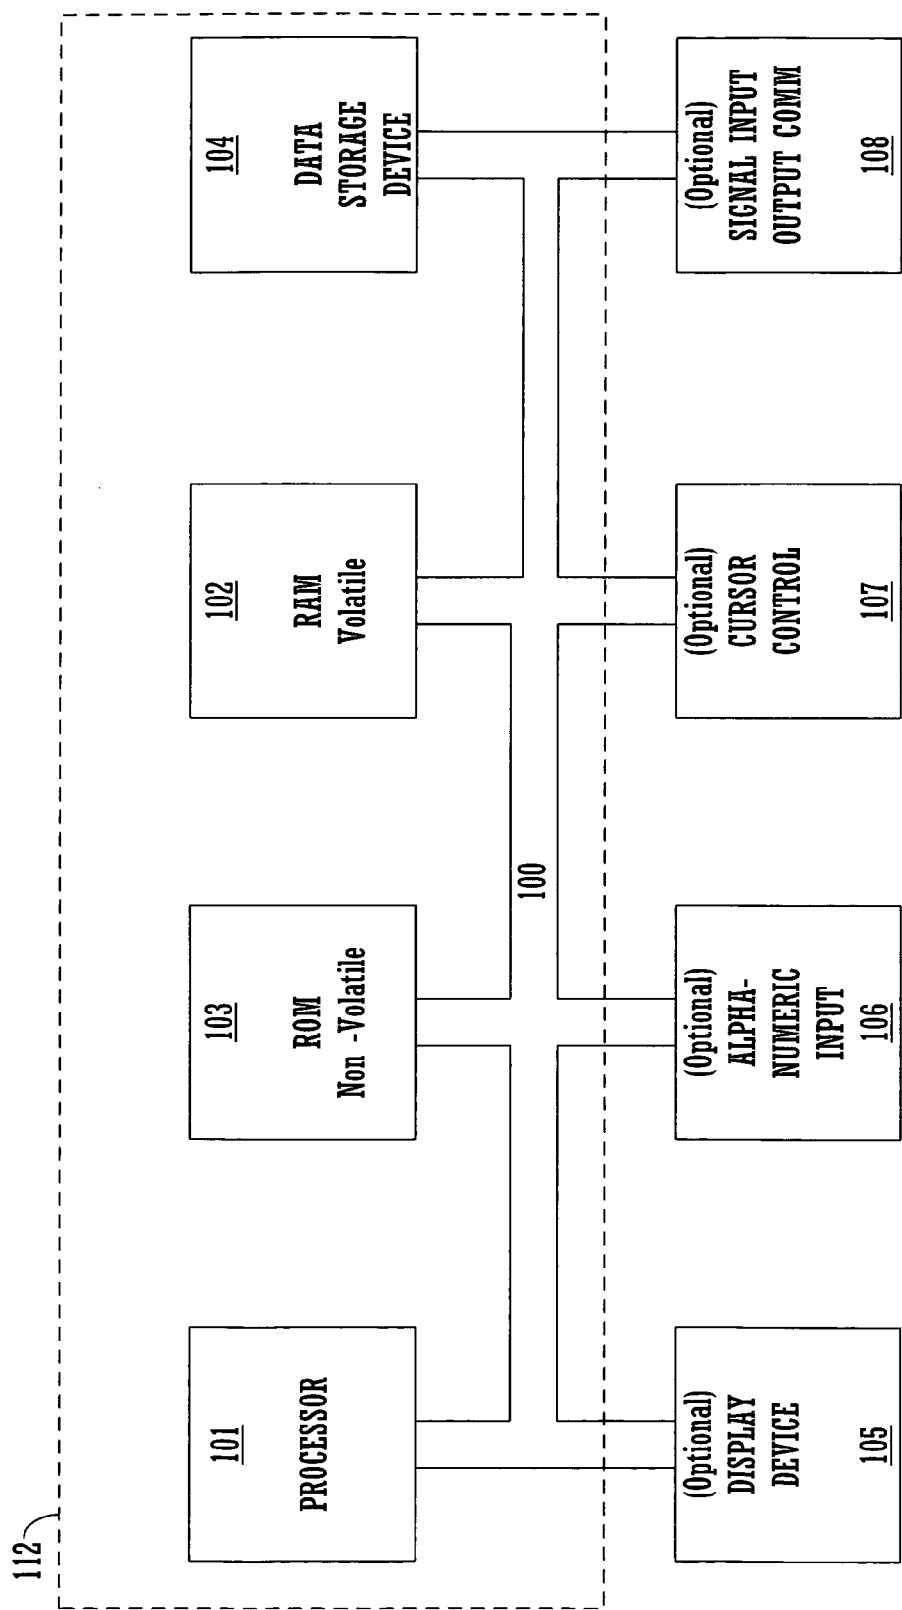 112
101
PROCESSOR
103
ROM
Non -Volatile
102
RAM
Volatile
104
DATA
STORAGE
DEVICE
100
(Optional)
DISPLAY
DEVICE
105
(Optional)
ALPHA-
NUMERIC
INPUT
106
(Optional)
CURSOR
CONTROL
107
(Optional)
SIGNAL INPUT
OUTPUT COMM
108